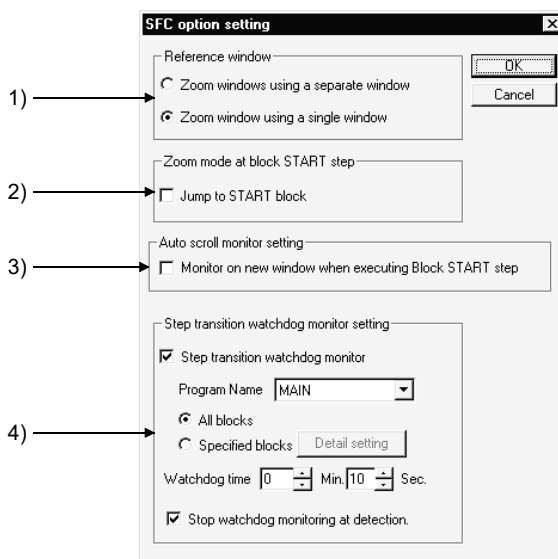 SFC option setting
Reference window
OK
1)
Zoom windows using a separate window
Cancel
Zoom window using a single window
Zoom mode at block START step
2)
Jump to START block
Auto scroll monitor setting
3)
Monitor on new window when executing Block START step
Step transition watchdog monitor setting
Step transition watchdog monitor
Program Name MAIN
All blocks
4)
Specified blocks Detail setting
Watchdog time 0 Min. 10 Sec.
Stop watchdog monitoring at detection.